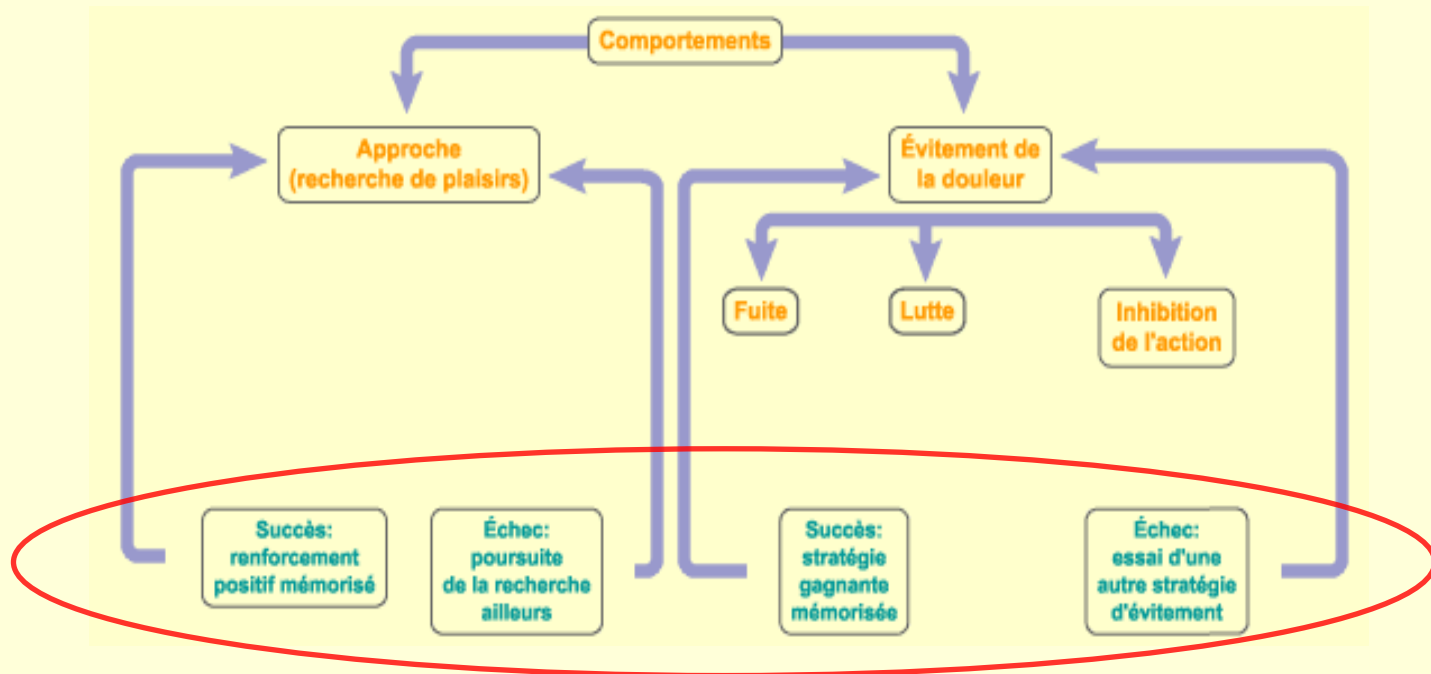 Comportements
Approche
(recherche de plaisirs)
Évitement de
la douleur
Fuite
Lutte
Inhibition
de l'action
Succès:
renforcement
positif mémorisé
Échec:
poursuite
de la recherche
ailleurs
Succès:
stratégie
gagnante
mémorisée
Échec:
essai d'une
autre stratégie
d'évitement